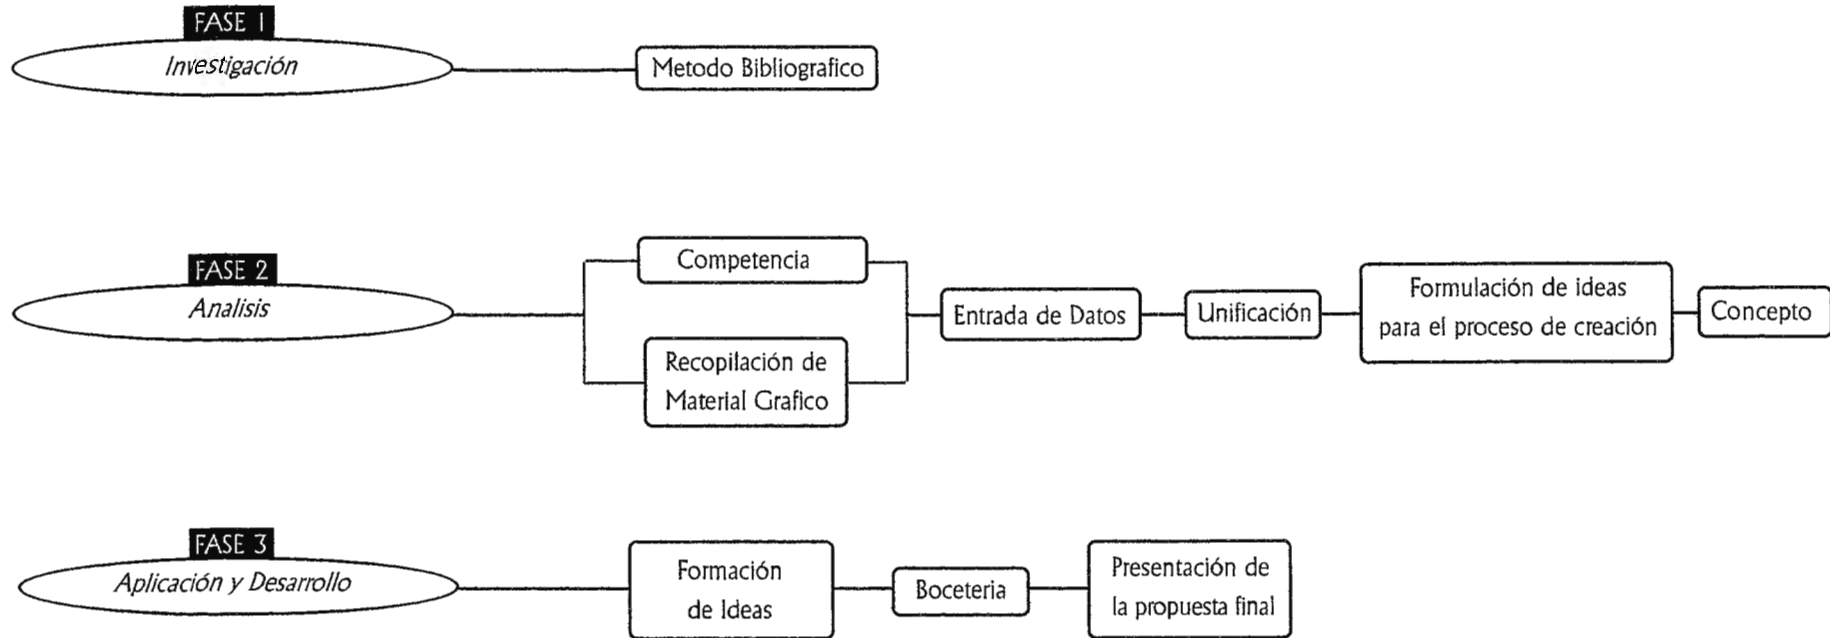 FASE 1
Investigación
Metodo Bibliografico
FASE 2
Analisis
Competencia
Recopilación de
Material Grafico
Entrada de Datos
Unificación
Formulación de ideas
para el proceso de creación
Concepto
FASE 3
Aplicación y Desarrollo
Formación
de Ideas
Boceteria
Presentación de
la propuesta final